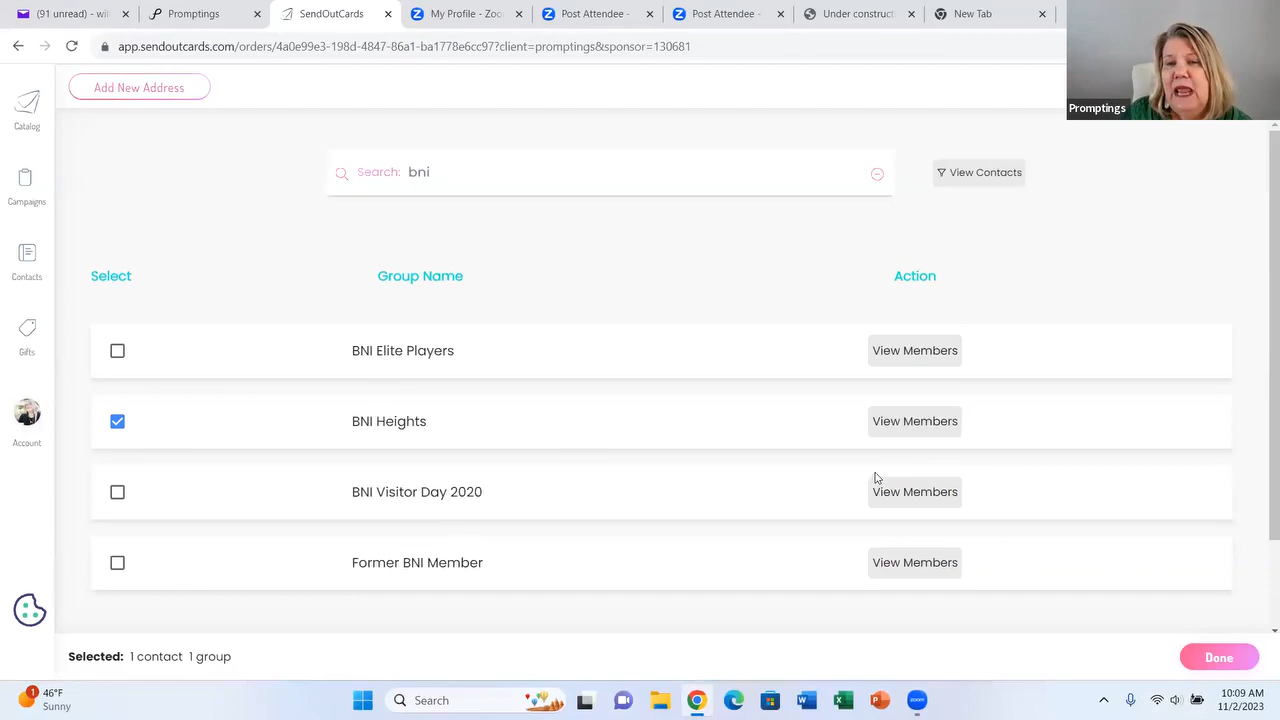 (91 unread) - wi
Promptings
SendOutCards
My Profile - Zoo
Post Attendee -
Post Attendee -
Under construct
New Tab
app.sendoutcards.com/orders/4a0e99e3-198d-4847-86a1-ba1778e6cc97?client=promptings&sponsor=130681
Promptings
Add New Address
Catalog
Campaigns
Contacts
Gifts
Account
Search: bni
View Contacts
Select Group Name Action
BNI Elite Players View Members
BNI Heights View Members
BNI Visitor Day 2020 View Members
Former BNI Member View Members
Selected: 1 contact 1 group
Done
1
46°F
Sunny
Search
zoom
10:09 AM
11/2/2023